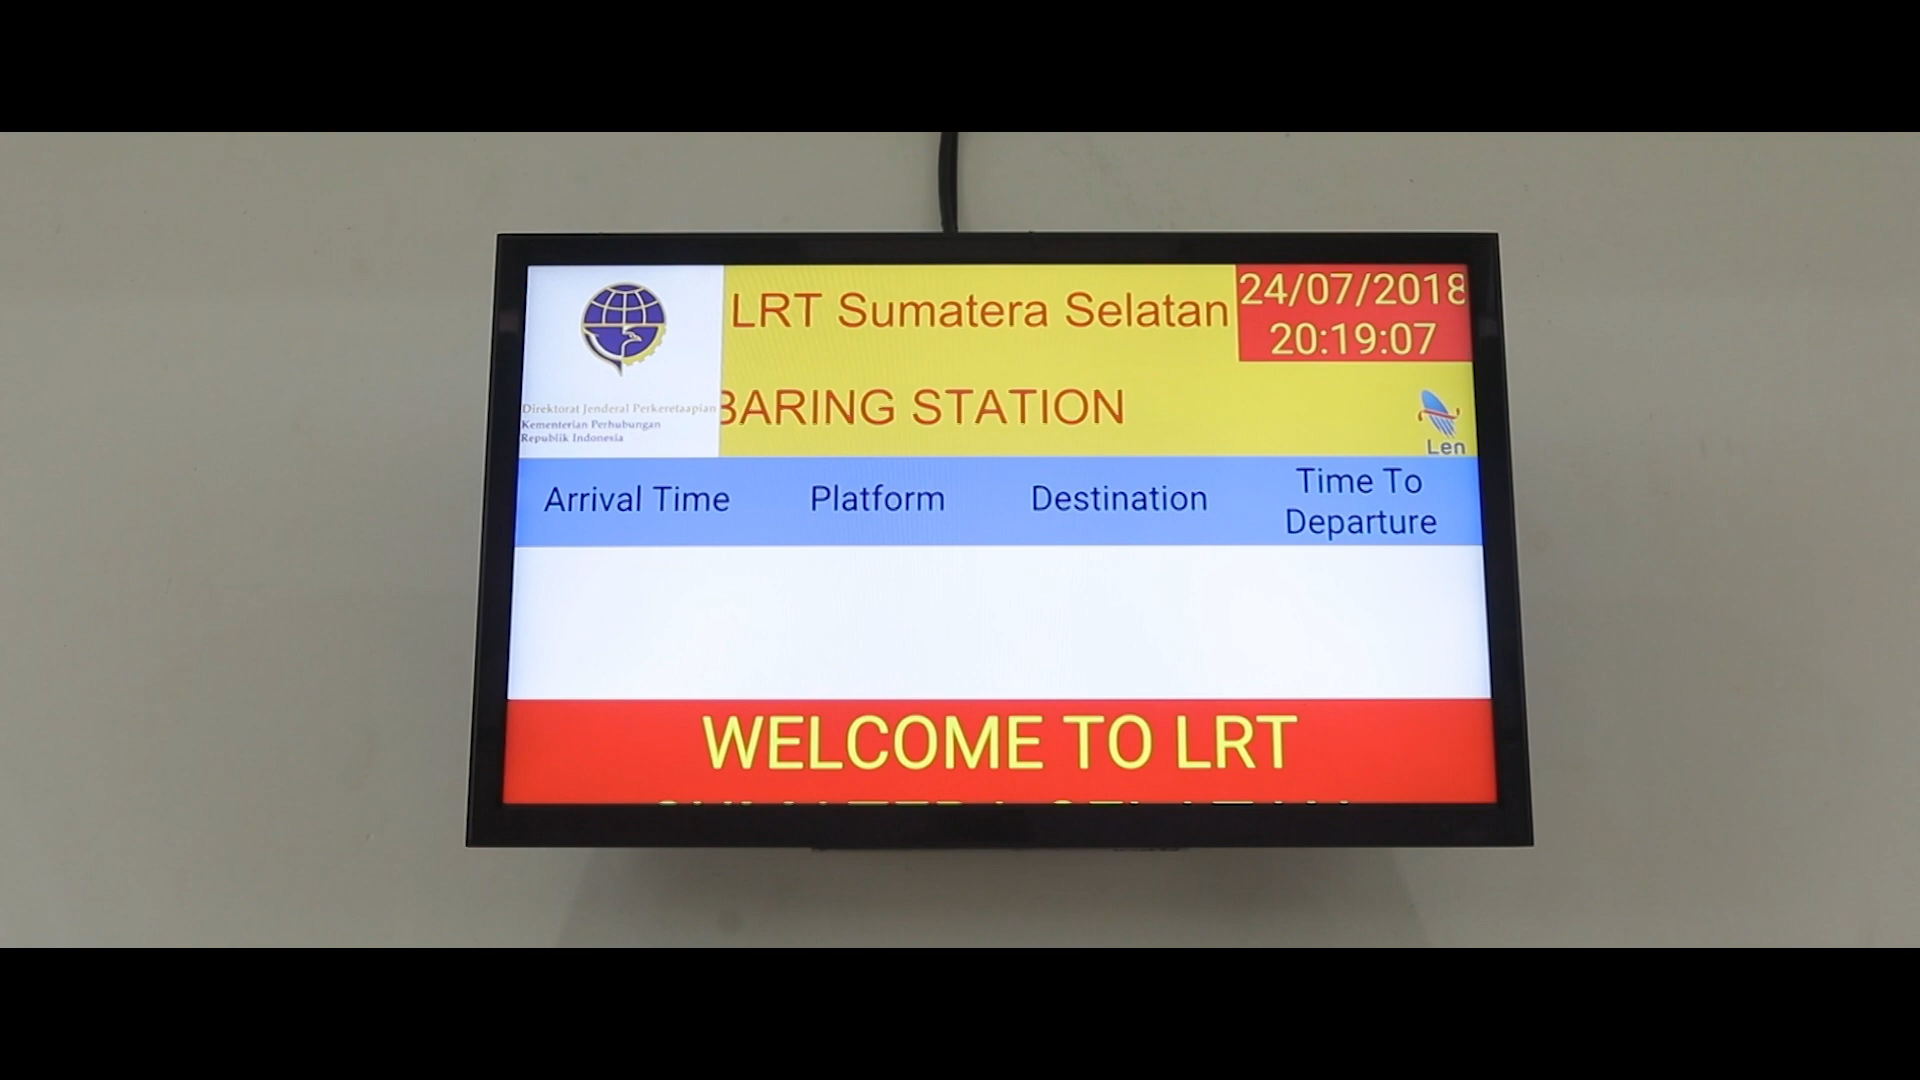 LRT Sumatera Selatan
24/07/2018
20:19:07
BARING STATION
Direktorat Jenderal Perkeretaapian
Kementerian Perhubungan
Republik Indonesia
Len
Arrival Time
Platform
Destination
Time To
Departure
WELCOME TO LRT